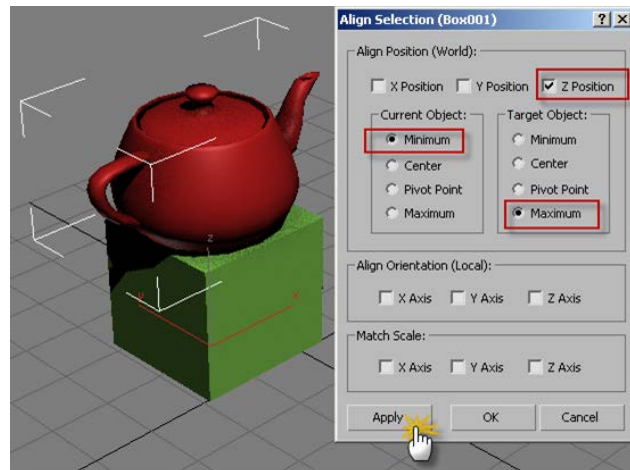 Align Selection (Box001)
Align Position (World):
X Position Y Position Z Position
Current Object:
Minimum
Center
Pivot Point
Maximum
Target Object:
Minimum
Center
Pivot Point
Maximum
Align Orientation (Local):
X Axis Y Axis Z Axis
Match Scale:
X Axis Y Axis Z Axis
Apply OK Cancel
z
x
y